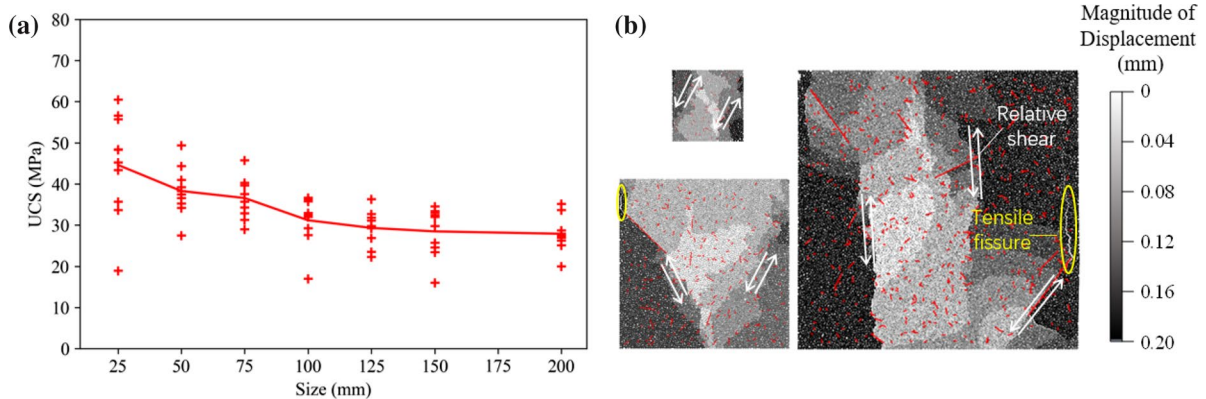 (a)
80
70
60
50
40
30
20
10
0
UCS (MPa)
25 50 75 100 125 150 175 200
Size (mm)
(b)
Relative
shear
Tensile
fissure
Magnitude of
Displacement
(mm)
0
0.04
0.08
0.12
0.16
0.20